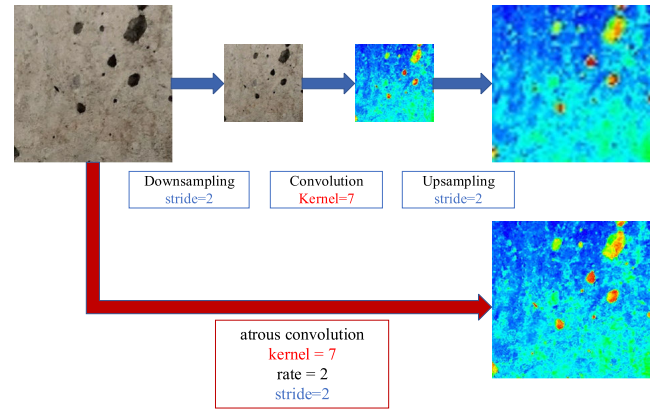 Downsampling
stride=2
Convolution
Kernel=7
Upsampling
stride=2
atrous convolution
kernel = 7
rate = 2
stride=2